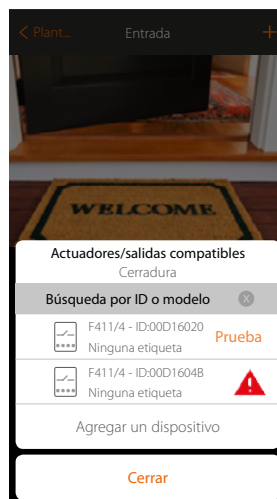 < Plant... Entrada +
WELCOME
Actuadores/salidas compatibles
Cerradura
Búsqueda por ID o modelo x
F411/4 - ID:00D16020
Ninguna etiqueta
Prueba
F411/4 - ID:00D1604B
Ninguna etiqueta
Agregar un dispositivo
Cerrar